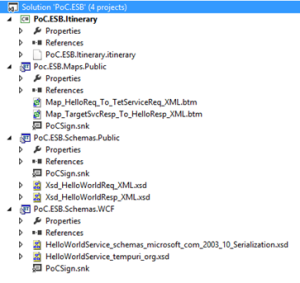 Solution 'PoC.ESB' (4 projects)
PoC.ESB.Itinerary
Properties
References
PoC.ESB.Itinerary.itinerary
Poc.ESB.Maps.Public
Properties
References
Map_HelloReq_To_TetServiceReq_XML.btm
Map_TargetSvcResp_To_HelloResp_XML.btm
PoCSign.snk
PoC.ESB.Schemas.Public
Properties
References
PoCSign.snk
Xsd_HelloWorldReq_XML.xsd
Xsd_HelloWorldResp_XML.xsd
PoC.ESB.Schemas.WCF
Properties
References
HelloWorldService_schemas_microsoft_com_2003_10_Serialization.xsd
HelloWorldService_tempuri_org.xsd
PoCSign.snk